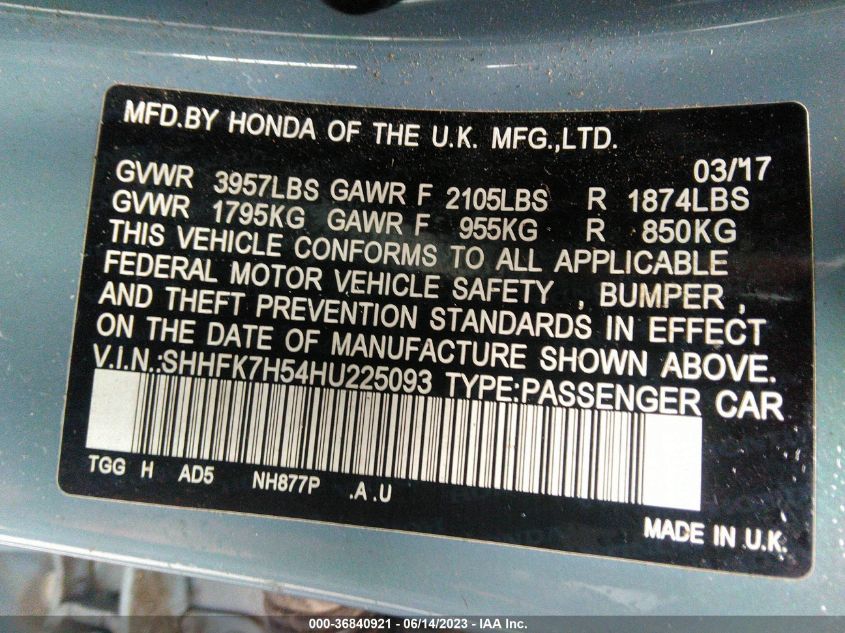 MFD.BY HONDA OF THE U.K. MFG.,LTD.
03/'17
GVWR 3957LBS GAWR F 2105LBS R 1874LBS
GVWR 1795KG GAWR F 955KG R 850KG
THIS VEHICLE CONFORMS TO ALL APPLICABLE
FEDERAL MOTOR VEHICLE SAFETY , BUMPER ,
AND THEFT PREVENTION STANDARDS IN EFFECT
ON THE DATE OF MANUFACTURE SHOWN ABOVE.
V.I.N.:SHHFK7H54HU225093 TYPE:PASSENGER CAR
TGG H AD5 NH877P .A.U
MADE IN U.K.
000-36840921 - 06/14/2023 - IAA Inc.